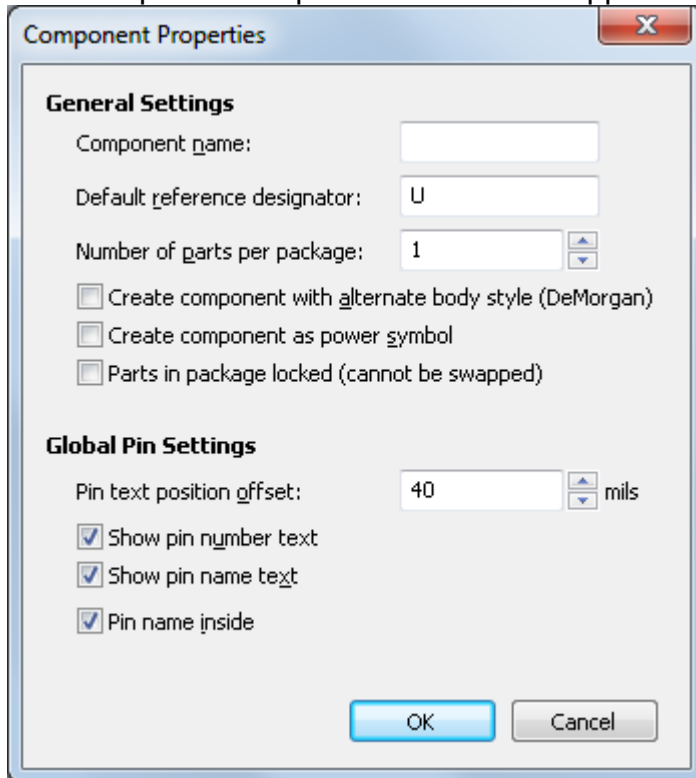 Component Properties
General Settings
Component name:
Default reference designator: U
Number of parts per package: 1
Create component with alternate body style (DeMorgan)
Create component as power symbol
Parts in package locked (cannot be swapped)
Global Pin Settings
Pin text position offset: 40 mils
Show pin number text
Show pin name text
Pin name inside
OK Cancel